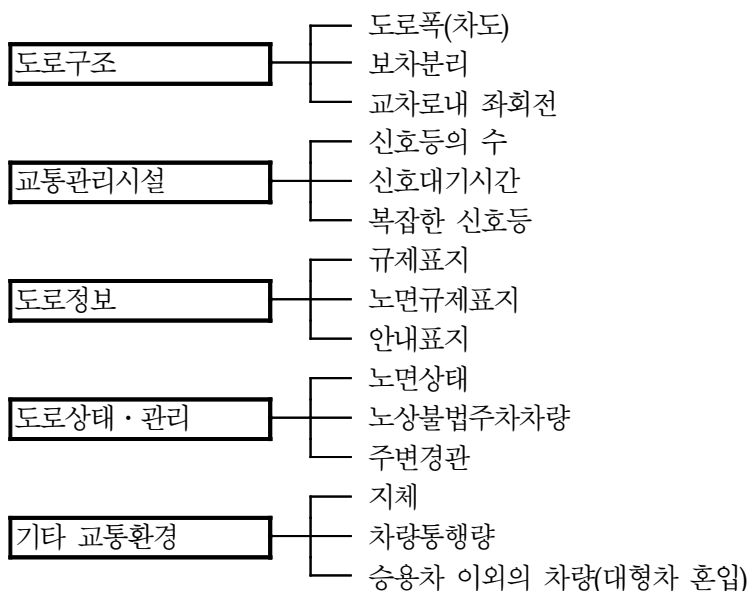 도로구조
도로폭(차도)
보차분리
교차로내 좌회전
교통관리시설
신호등의 수
신호대기시간
복잡한 신호등
도로정보
규제표지
노면규제표지
안내표지
도로상태・관리
노면상태
노상불법주차차량
주변경관
기타 교통환경
지체
차량통행량
승용차 이외의 차량(대형차 혼입)